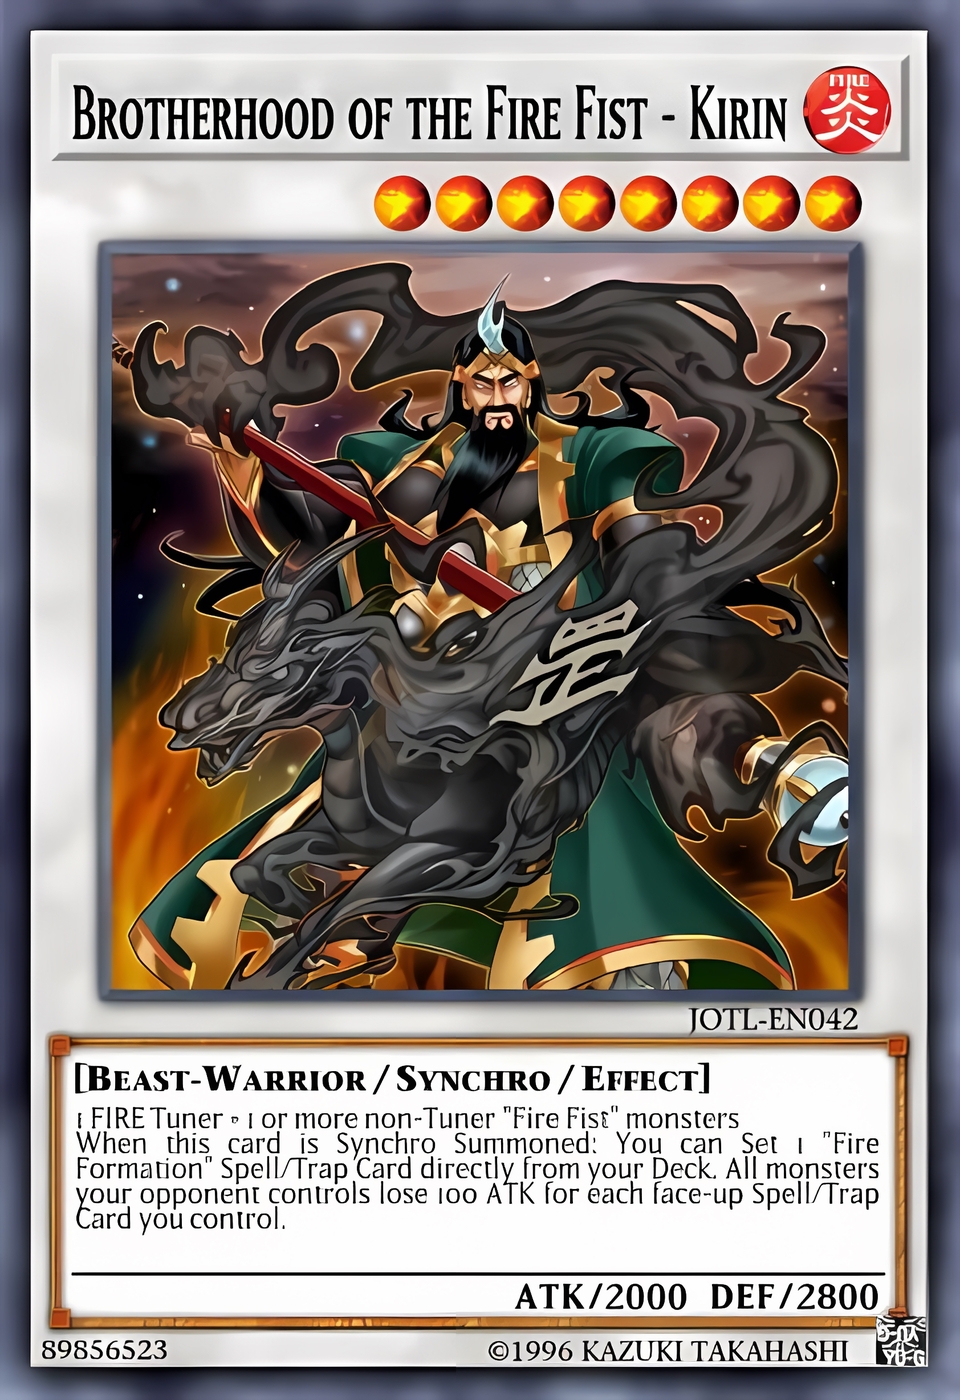 BROTHERHOOD OF THE FIRE FIST - KIRIN
炎
JOTL-EN042
[BEAST-WARRIOR / SYNCHRO / EFFECT]
1 FIRE Tuner + 1 or more non-Tuner "Fire Fist" monsters
When this card is Synchro Summoned: You can Set 1 "Fire
Formation" Spell/Trap Card directly from your Deck. All monsters
your opponent controls lose 100 ATK for each face-up Spell/Trap
Card you control.
ATK/2000 DEF/2800
89856523
©1996 KAZUKI TAKAHASHI